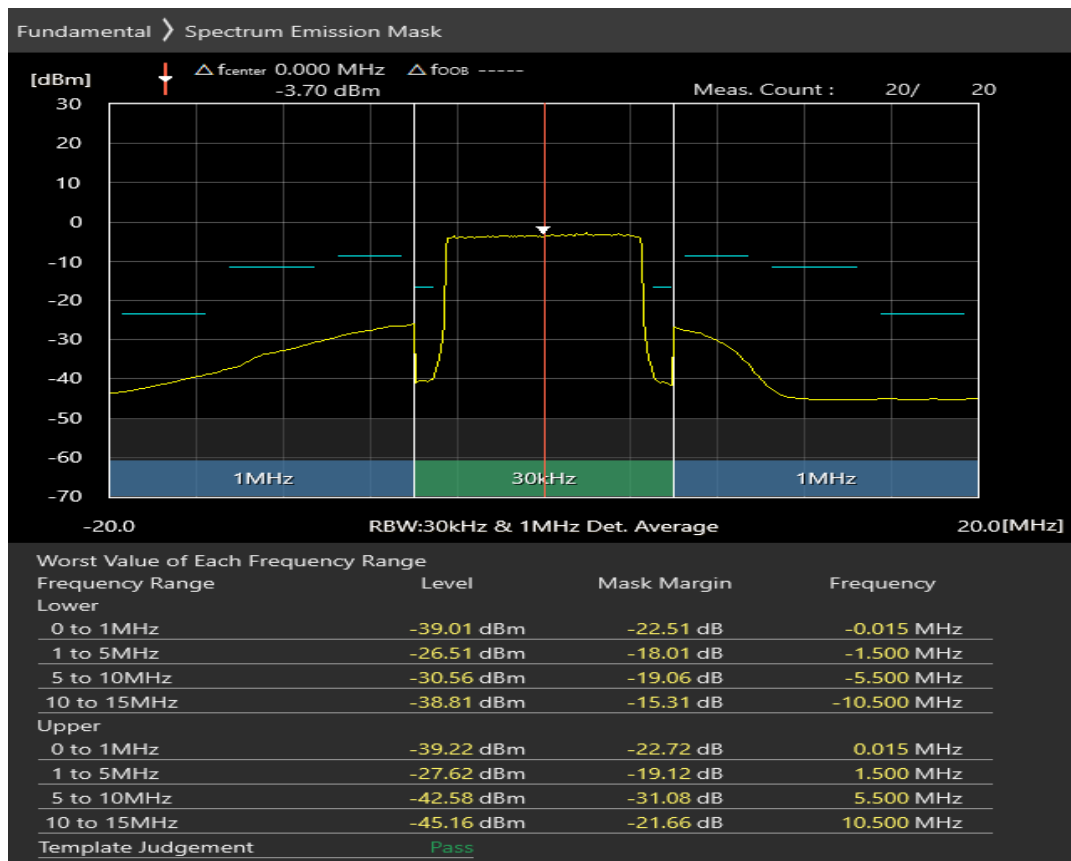 Fundamental ❯ Spectrum Emission Mask
[dBm] △ fcenter 0.000 MHz △ fOOB -----
-3.70 dBm Meas. Count : 20/ 20
30
20
10
0
-10
-20
-30
-40
-50
-60
1MHz 30kHz 1MHz
-70
-20.0 RBW:30kHz & 1MHz Det. Average 20.0[MHz]
Worst Value of Each Frequency Range
Frequency Range Level Mask Margin Frequency
Lower
0 to 1MHz -39.01 dBm -22.51 dB -0.015 MHz
1 to 5MHz -26.51 dBm -18.01 dB -1.500 MHz
5 to 10MHz -30.56 dBm -19.06 dB -5.500 MHz
10 to 15MHz -38.81 dBm -15.31 dB -10.500 MHz
Upper
0 to 1MHz -39.22 dBm -22.72 dB 0.015 MHz
1 to 5MHz -27.62 dBm -19.12 dB 1.500 MHz
5 to 10MHz -42.58 dBm -31.08 dB 5.500 MHz
10 to 15MHz -45.16 dBm -21.66 dB 10.500 MHz
Template Judgement Pass